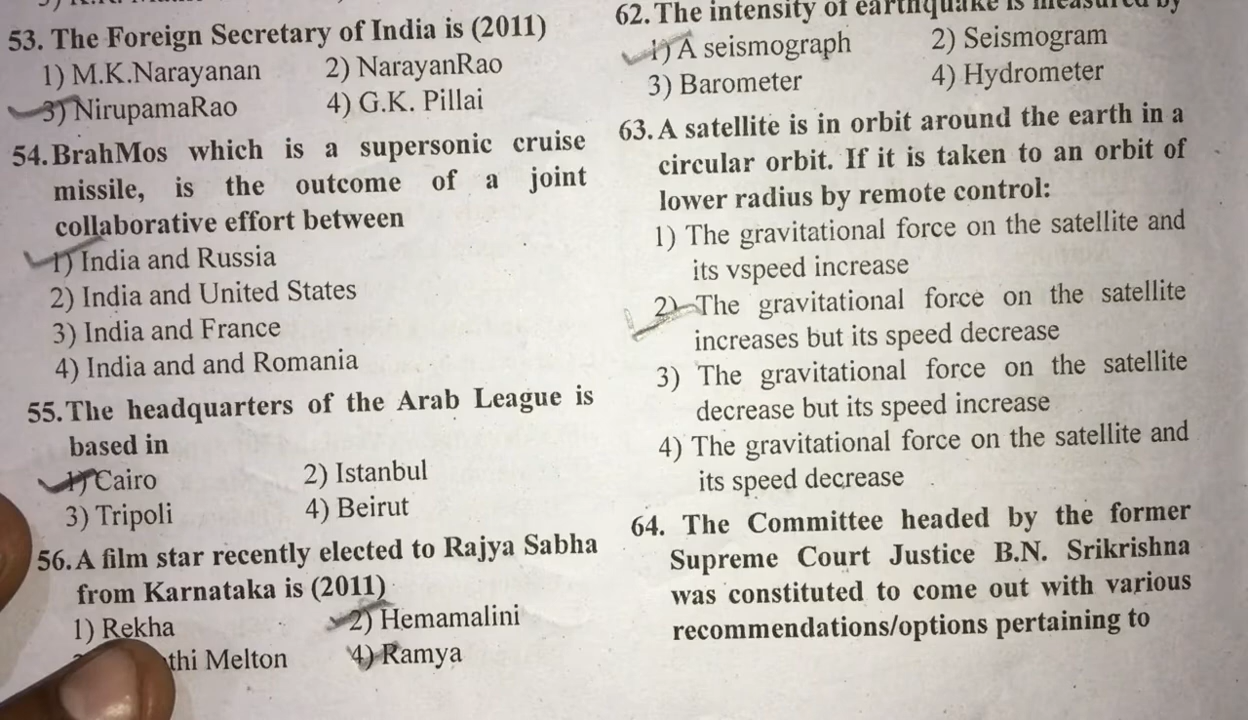 53. The Foreign Secretary of India is (2011)
1) M.K.Narayanan 2) NarayanRao
3) NirupamaRao 4) G.K. Pillai
54. BrahMos which is a supersonic cruise
missile, is the outcome of a joint
collaborative effort between
1) India and Russia
2) India and United States
3) India and France
4) India and and Romania
55. The headquarters of the Arab League is
based in
1) Cairo 2) Istanbul
3) Tripoli 4) Beirut
56. A film star recently elected to Rajya Sabha
from Karnataka is (2011)
1) Rekha 2) Hemamalini
thi Melton 4) Ramya
62. The intensity of earthquake is measured by
1) A seismograph 2) Seismogram
3) Barometer 4) Hydrometer
63. A satellite is in orbit around the earth in a
circular orbit. If it is taken to an orbit of
lower radius by remote control:
1) The gravitational force on the satellite and
its vspeed increase
2) The gravitational force on the satellite
increases but its speed decrease
3) The gravitational force on the satellite
decrease but its speed increase
4) The gravitational force on the satellite and
its speed decrease
64. The Committee headed by the former
Supreme Court Justice B.N. Srikrishna
was constituted to come out with various
recommendations/options pertaining to